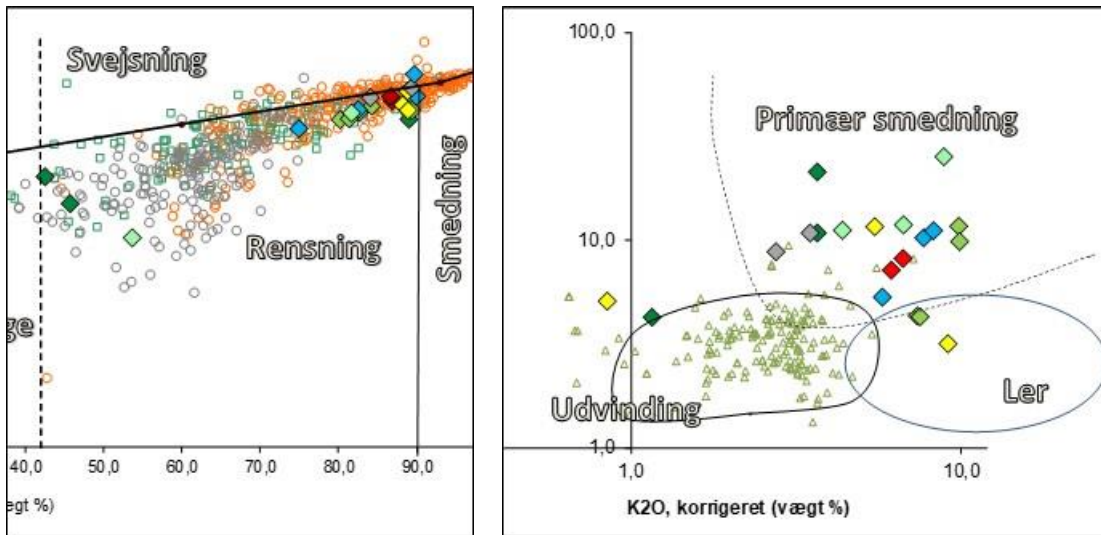 Svejsning
Rensning
Smedning
ge
40,0 50,0 60,0 70,0 80,0 90,0
ægt %)
100,0
Primær smedning
10,0
Udvinding
Ler
1,0
1,0 10,0
K2O, korrigeret (vægt %)